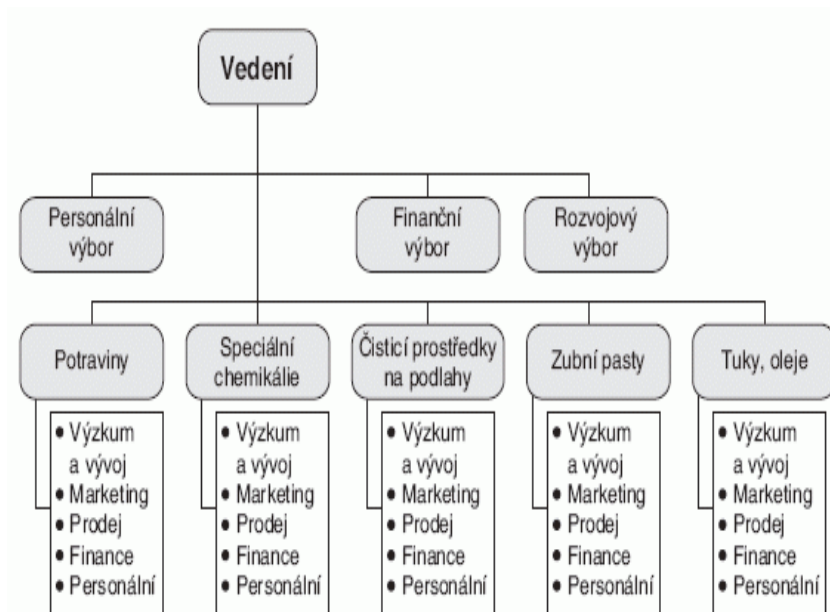 Vedení
Personální
výbor
Finanční
výbor
Rozvojový
výbor
Potraviny
Speciální
chemikálie
Čisticí prostředky
na podlahy
Zubní pasty
Tuky, oleje
• Výzkum
a vývoj
• Marketing
• Prodej
• Finance
• Personální
• Výzkum
a vývoj
• Marketing
• Prodej
• Finance
• Personální
• Výzkum
a vývoj
• Marketing
• Prodej
• Finance
• Personální
• Výzkum
a vývoj
• Marketing
• Prodej
• Finance
• Personální
• Výzkum
a vývoj
• Marketing
• Prodej
• Finance
• Personální